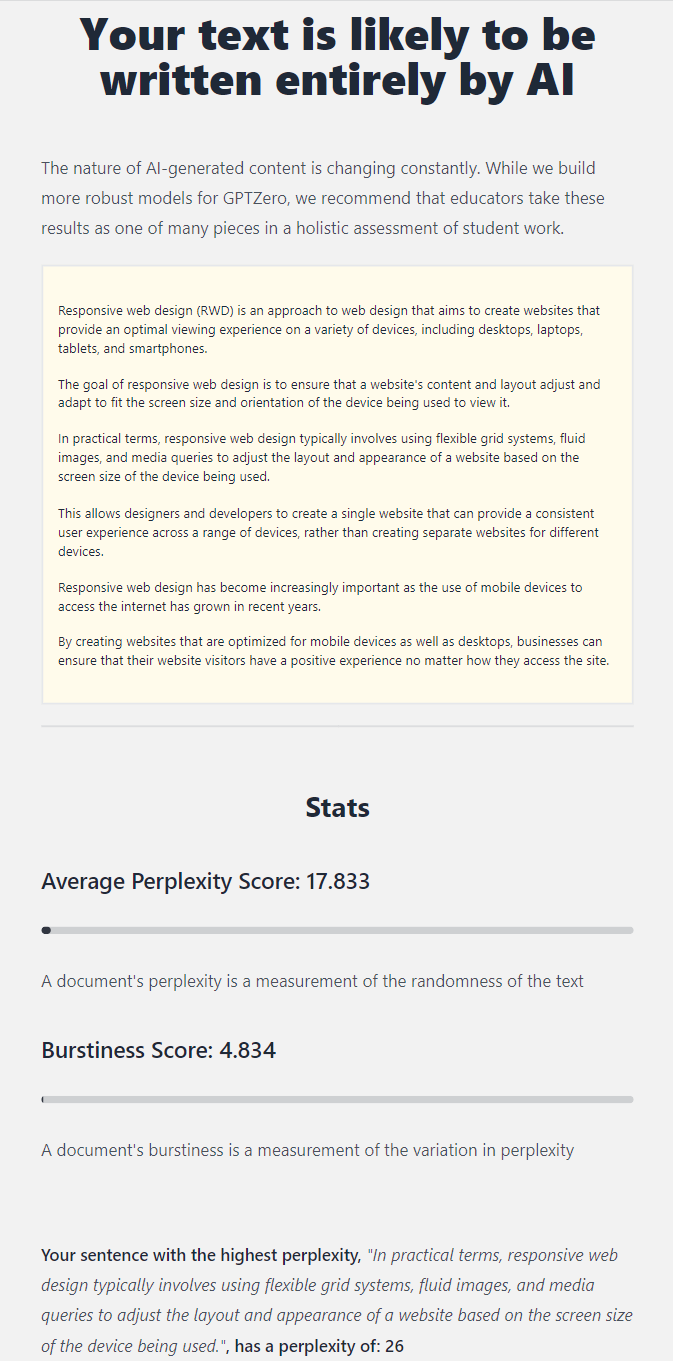 Your text is likely to be
written entirely by AI
The nature of AI-generated content is changing constantly. While we build
more robust models for GPTZero, we recommend that educators take these
results as one of many pieces in a holistic assessment of student work.
Responsive web design (RWD) is an approach to web design that aims to create websites that
provide an optimal viewing experience on a variety of devices, including desktops, laptops,
tablets, and smartphones.
The goal of responsive web design is to ensure that a website's content and layout adjust and
adapt to fit the screen size and orientation of the device being used to view it.
In practical terms, responsive web design typically involves using flexible grid systems, fluid
images, and media queries to adjust the layout and appearance of a website based on the
screen size of the device being used.
This allows designers and developers to create a single website that can provide a consistent
user experience across a range of devices, rather than creating separate websites for different
devices.
Responsive web design has become increasingly important as the use of mobile devices to
access the internet has grown in recent years.
By creating websites that are optimized for mobile devices as well as desktops, businesses can
ensure that their website visitors have a positive experience no matter how they access the site.
Stats
Average Perplexity Score: 17.833
A document's perplexity is a measurement of the randomness of the text
Burstiness Score: 4.834
A document's burstiness is a measurement of the variation in perplexity
Your sentence with the highest perplexity, "In practical terms, responsive web
design typically involves using flexible grid systems, fluid images, and media
queries to adjust the layout and appearance of a website based on the screen size
of the device being used.", has a perplexity of: 26